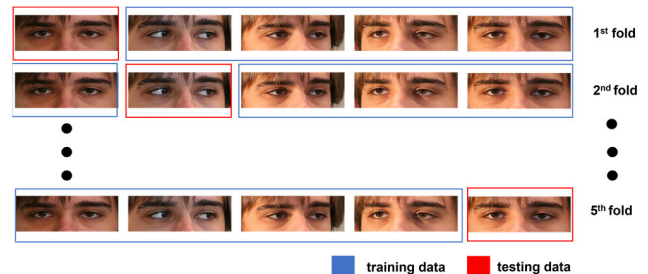 1st fold
2nd fold
5th fold
training data testing data